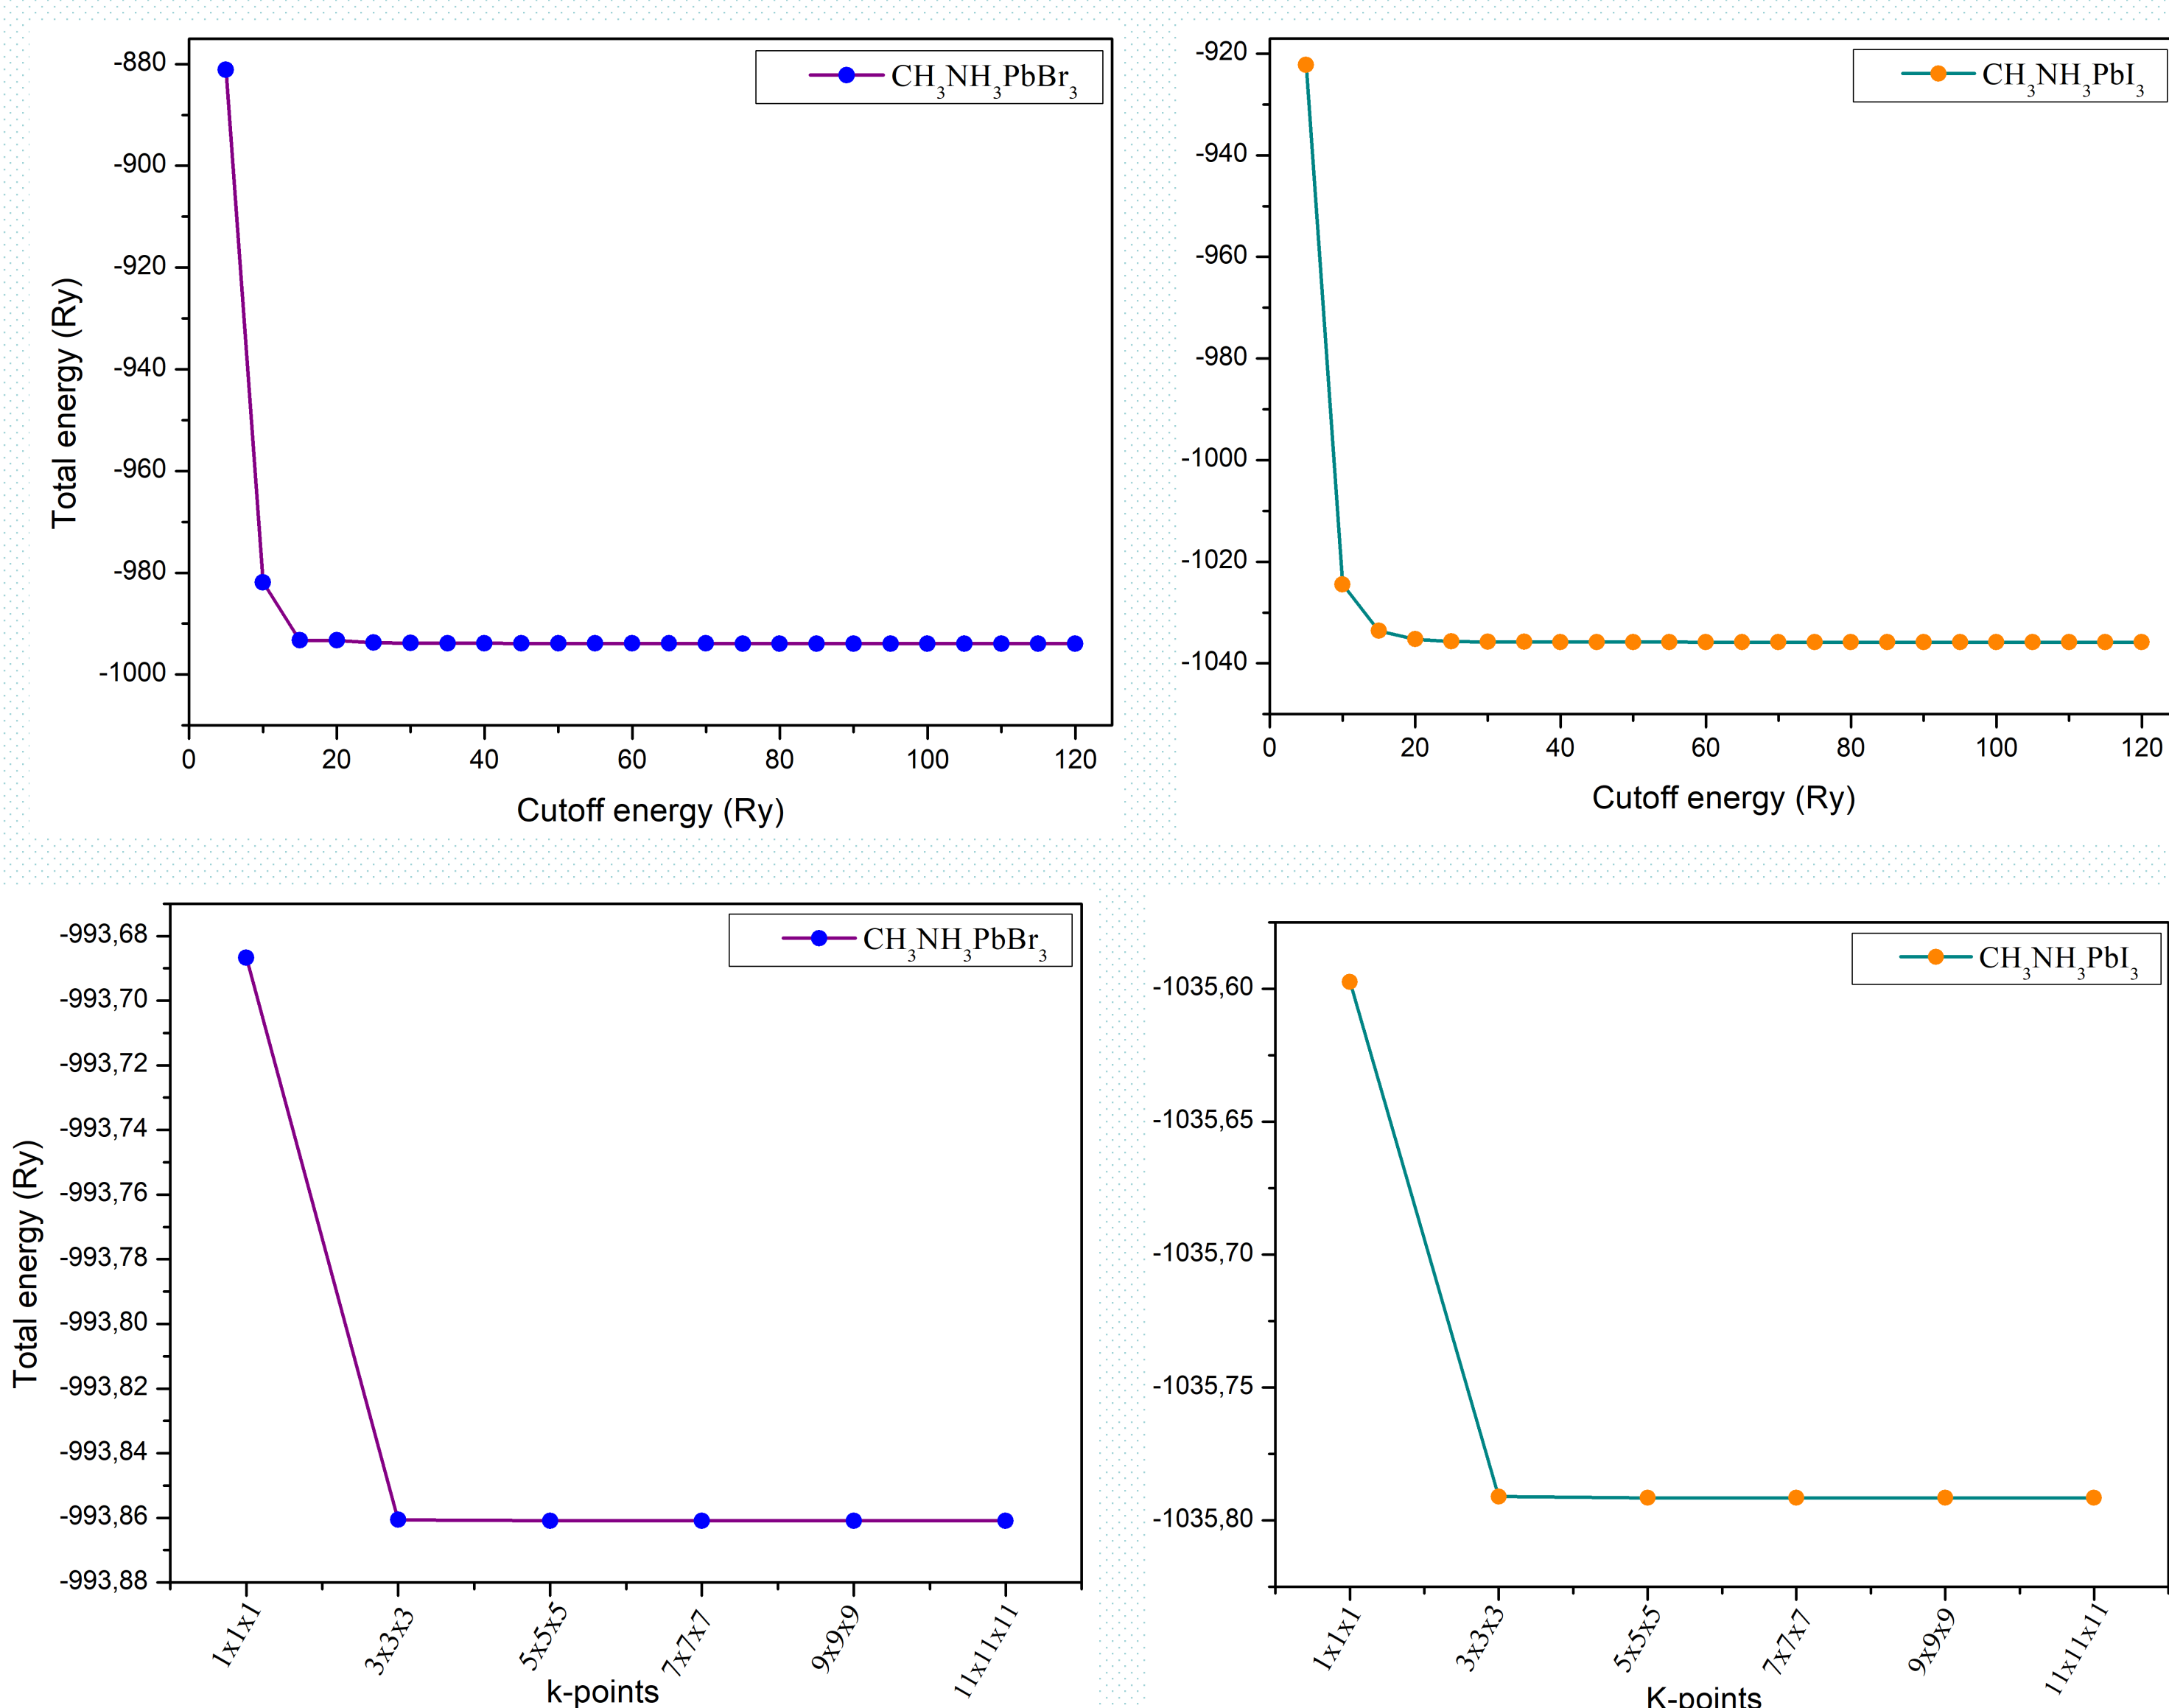 CH3NH3PbBr3
-880
-900
-920
-940
-960
-980
-1000
Total energy (Ry)
0 20 40 60 80 100 120
Cutoff energy (Ry)
CH3NH3PbI3
-920
-940
-960
-980
-1000
-1020
-1040
0 20 40 60 80 100 120
Cutoff energy (Ry)
CH3NH3PbBr3
-993,68
-993,70
-993,72
-993,74
-993,76
-993,78
-993,80
-993,82
-993,84
-993,86
-993,88
Total energy (Ry)
1x1x1 3x3x3 5x5x5 7x7x7 9x9x9 11x11x11
k-points
CH3NH3PbI3
-1035,60
-1035,65
-1035,70
-1035,75
-1035,80
1x1x1 3x3x3 5x5x5 7x7x7 9x9x9 11x11x11
K-points